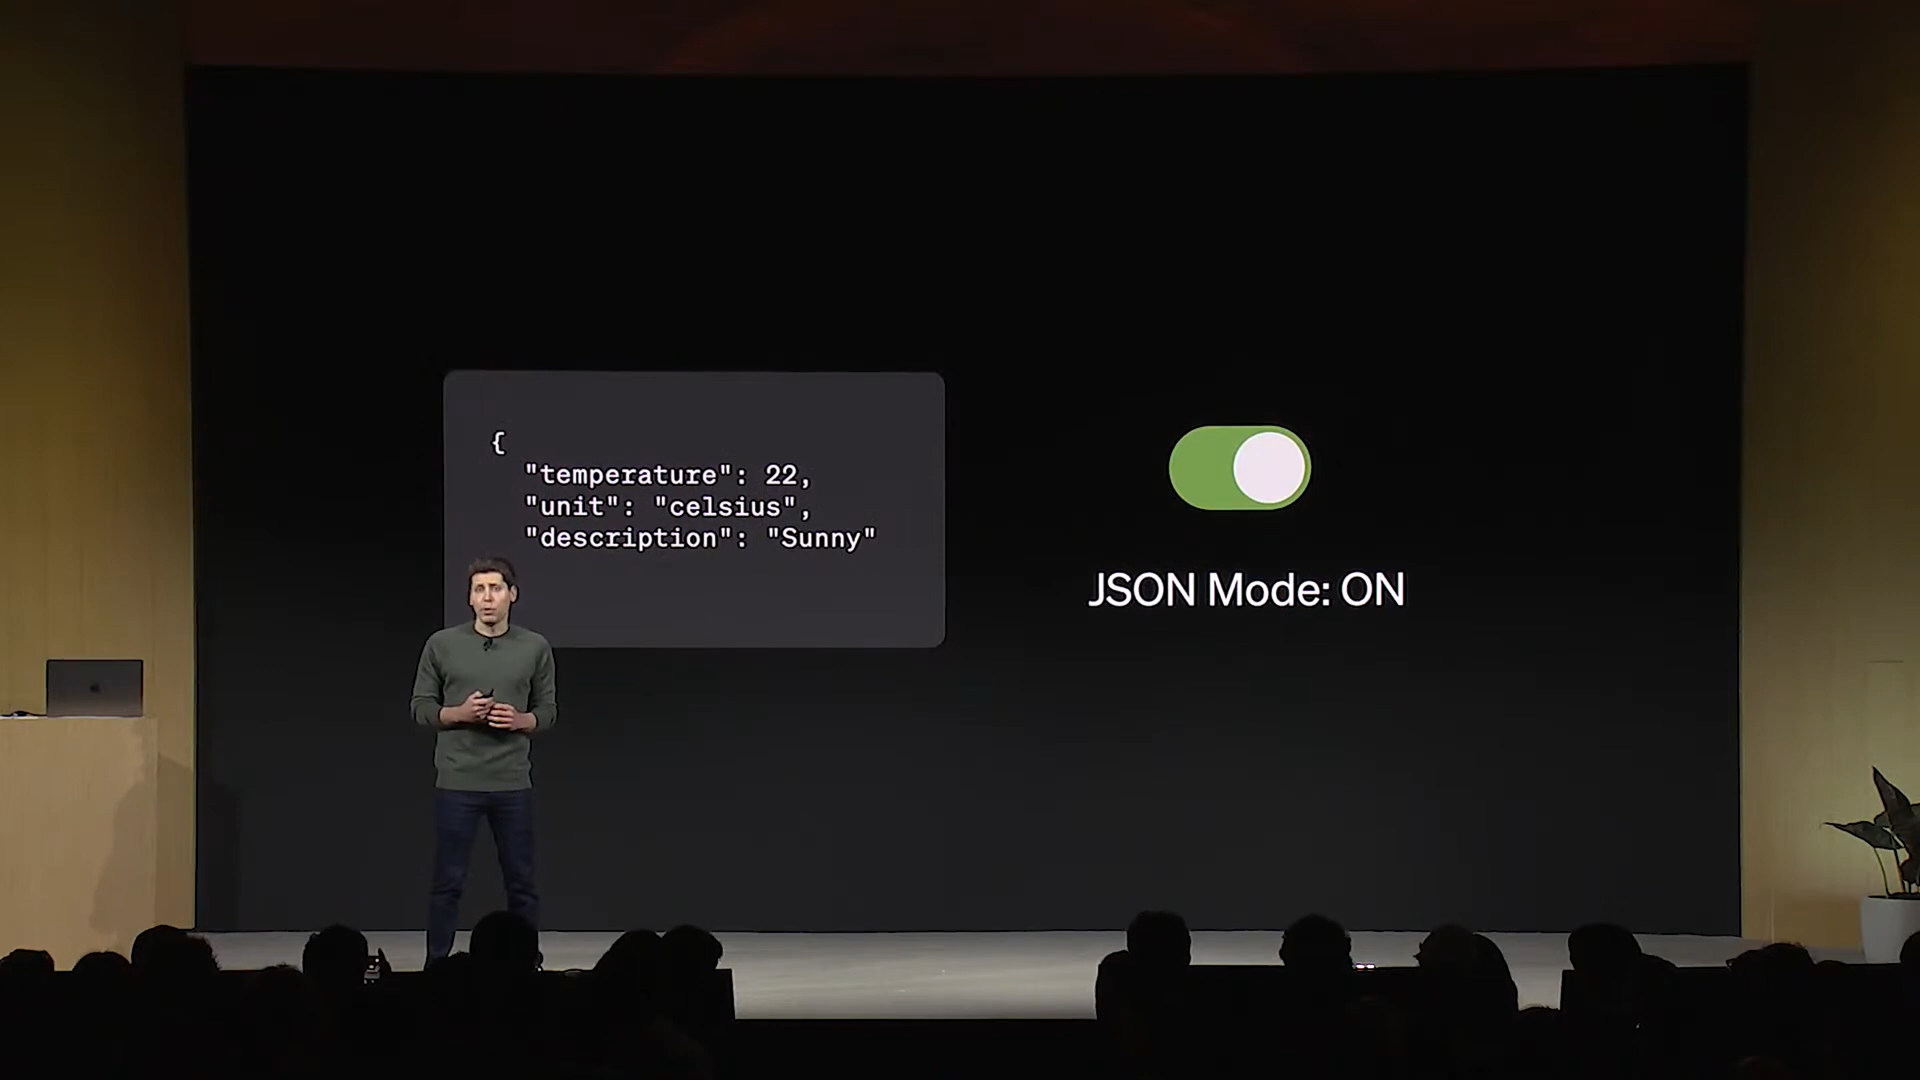 {
"temperature": 22,
"unit": "celsius",
"description": "Sunny"
JSON Mode: ON